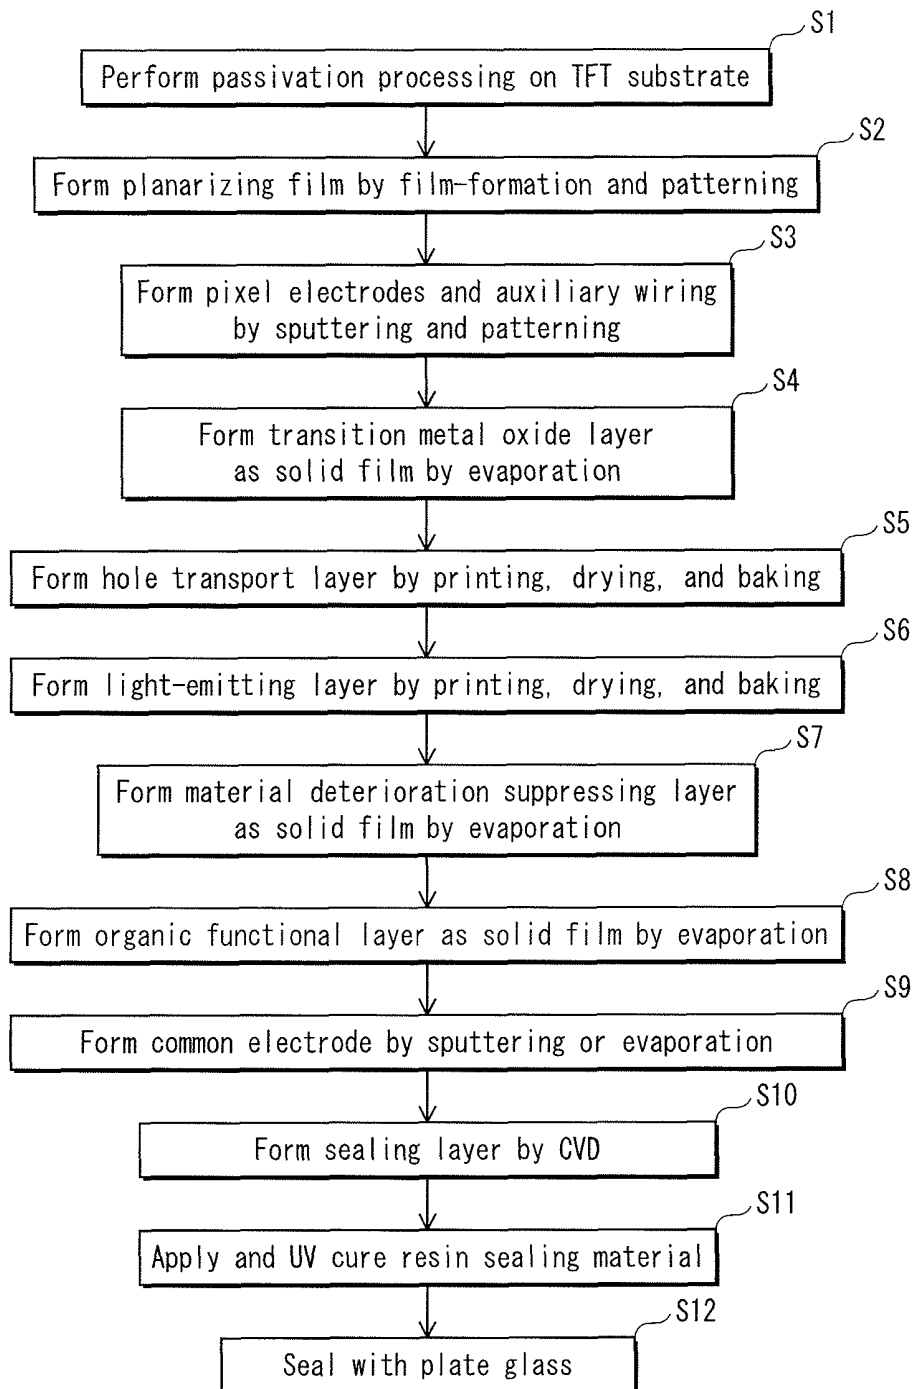 S1
Perform passivation processing on TFT substrate
S2
Form planarizing film by film-formation and patterning
S3
Form pixel electrodes and auxiliary wiring
by sputtering and patterning
S4
Form transition metal oxide layer
as solid film by evaporation
S5
Form hole transport layer by printing, drying, and baking
S6
Form light-emitting layer by printing, drying, and baking
S7
Form material deterioration suppressing layer
as solid film by evaporation
S8
Form organic functional layer as solid film by evaporation
S9
Form common electrode by sputtering or evaporation
S10
Form sealing layer by CVD
S11
Apply and UV cure resin sealing material
S12
Seal with plate glass